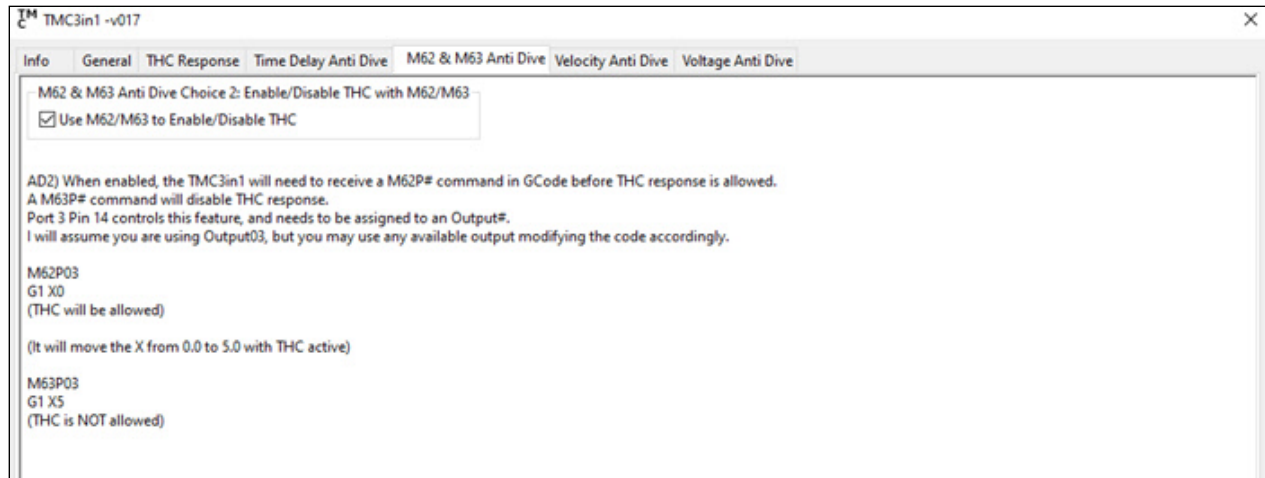 TMC TMC3in1 -v017
Info General THC Response Time Delay Anti Dive M62 & M63 Anti Dive Velocity Anti Dive Voltage Anti Dive
M62 & M63 Anti Dive Choice 2: Enable/Disable THC with M62/M63
Use M62/M63 to Enable/Disable THC
AD2) When enabled, the TMC3in1 will need to receive a M62P# command in GCode before THC response is allowed.
A M63P# command will disable THC response.
Port 3 Pin 14 controls this feature, and needs to be assigned to an Output#.
I will assume you are using Output03, but you may use any available output modifying the code accordingly.
M62P03
G1 X0
(THC will be allowed)
(It will move the X from 0.0 to 5.0 with THC active)
M63P03
G1 X5
(THC is NOT allowed)